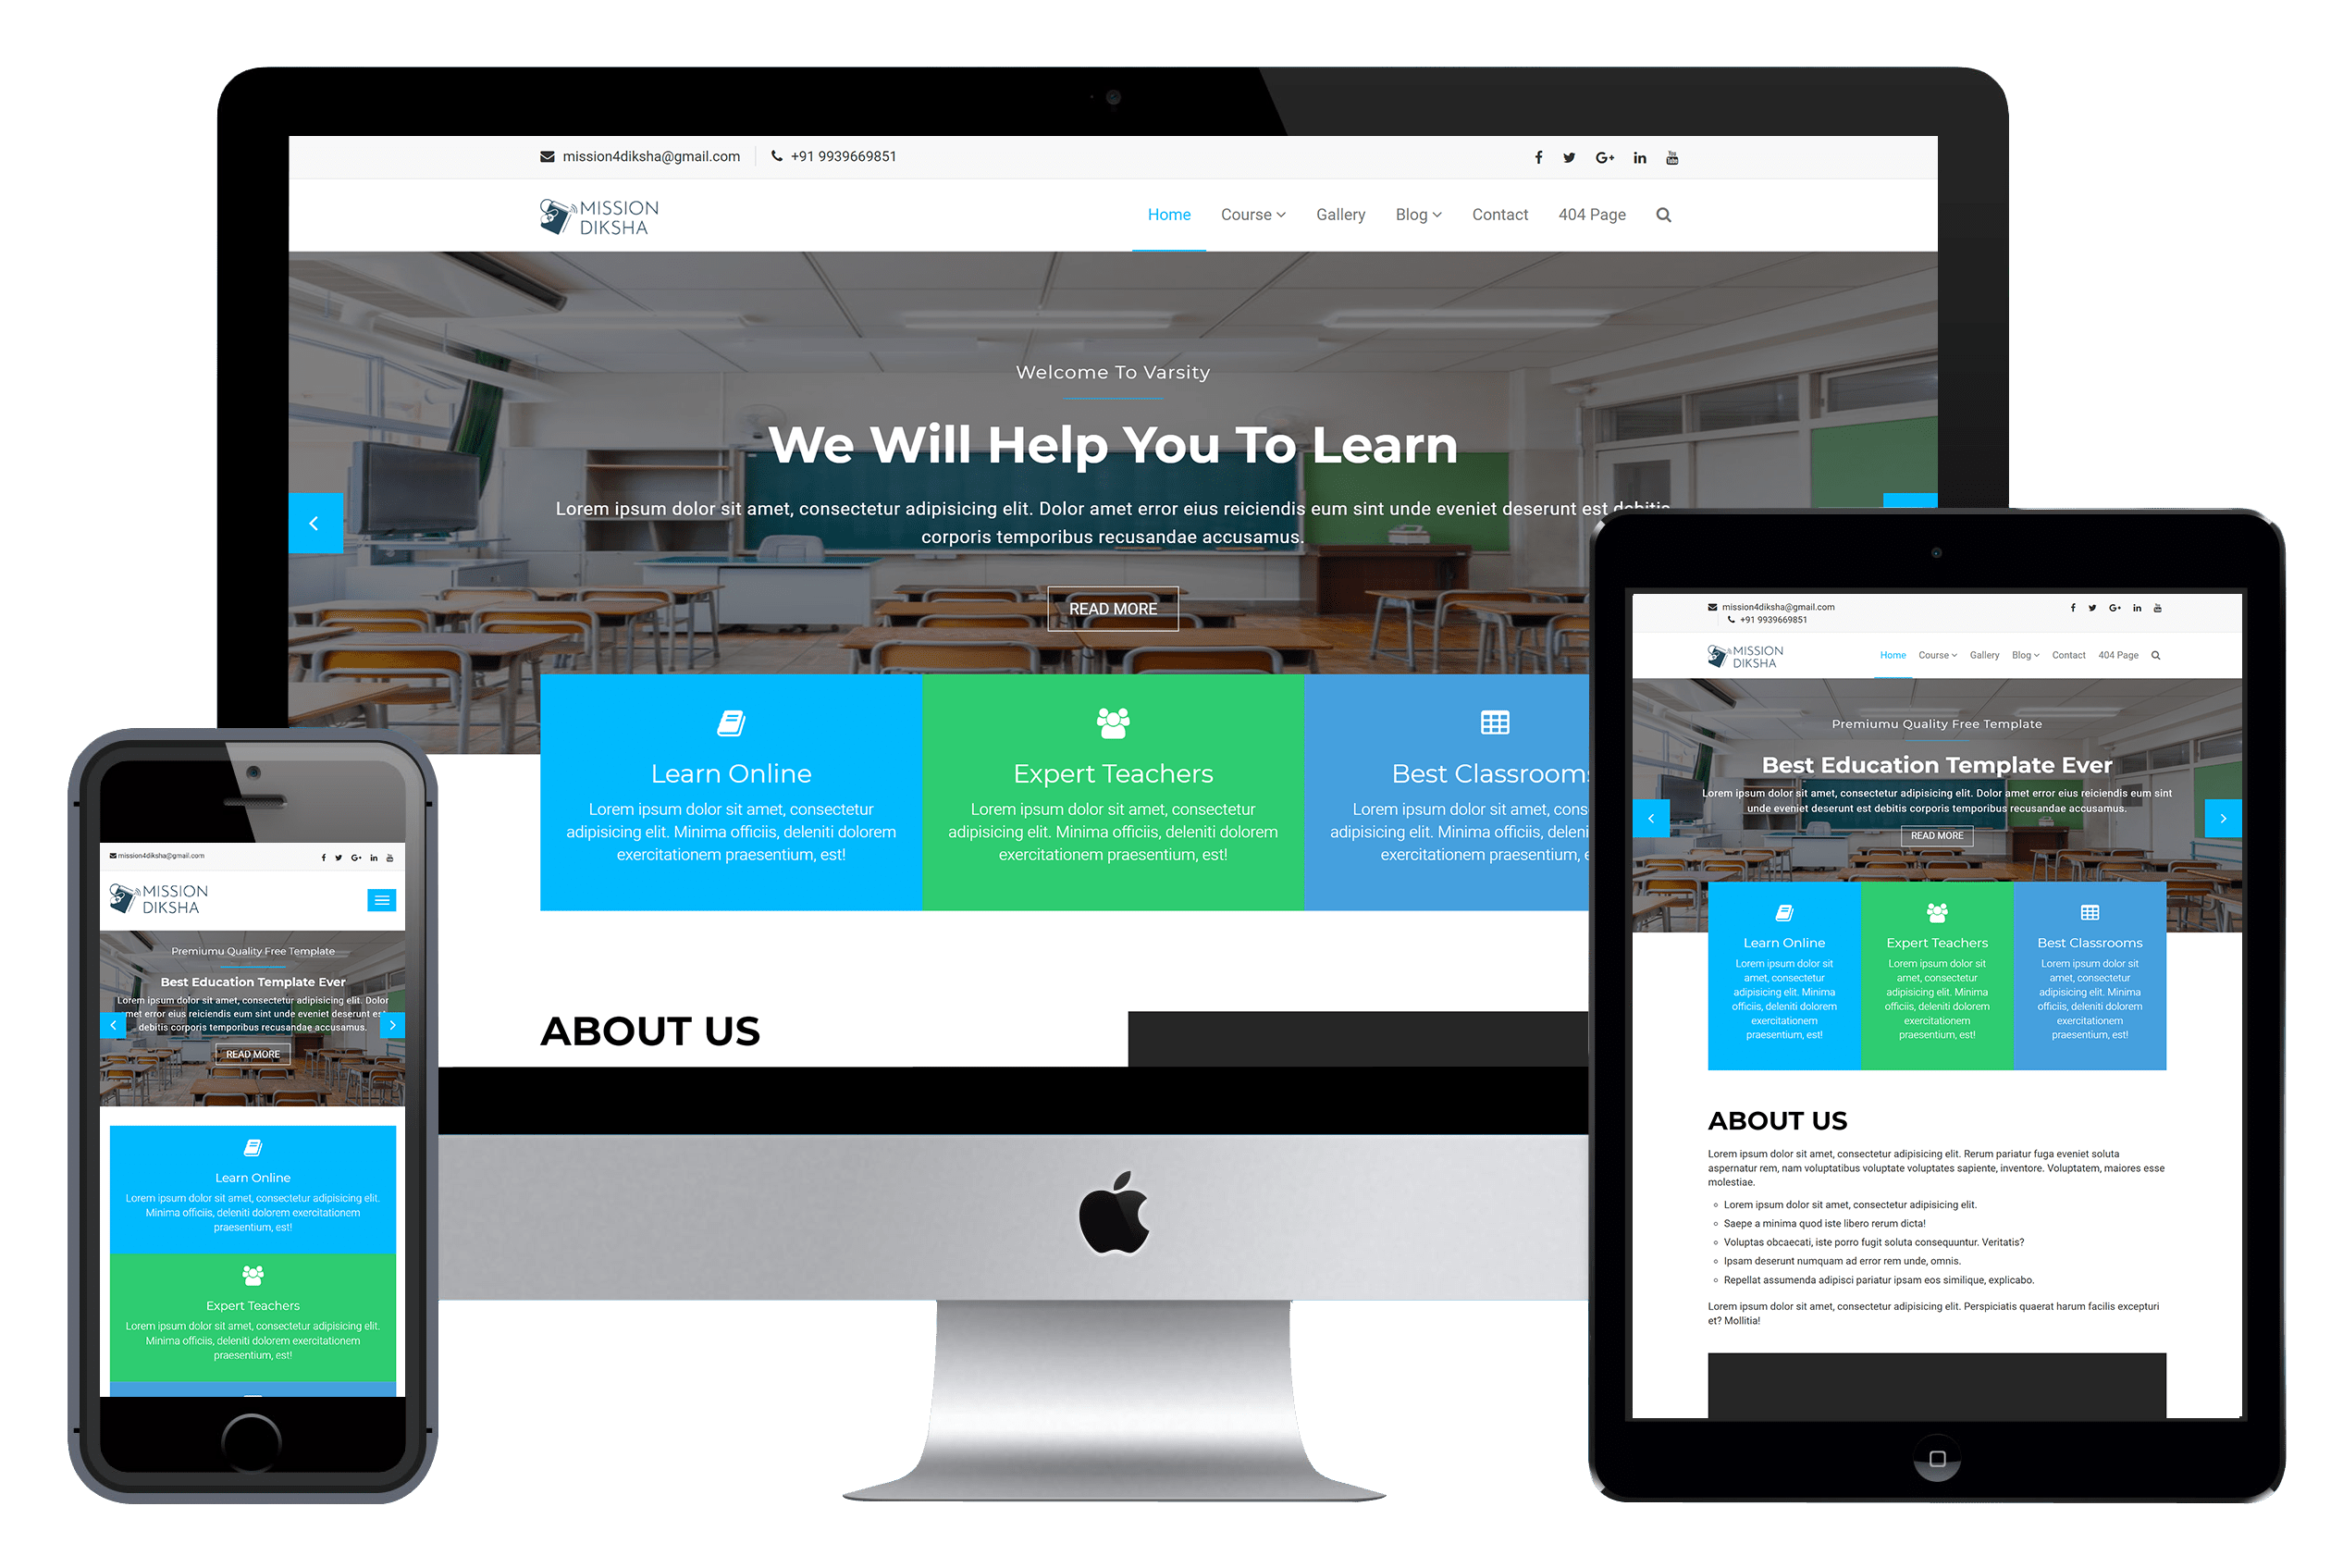 mission4diksha@gmail.com +91 9939669851
MISSION
DIKSHA
Home Course Gallery Blog Contact 404 Page
Welcome To Varsity
We Will Help You To Learn
Lorem ipsum dolor sit amet, consectetur adipisicing elit. Dolor amet error eius reiciendis eum sint unde eveniet deserunt est debitis
corporis temporibus recusandae accusamus.
READ MORE
Learn Online
Lorem ipsum dolor sit amet, consectetur
adipisicing elit. Minima officiis, deleniti dolorem
exercitationem praesentium, est!
Expert Teachers
Lorem ipsum dolor sit amet, consectetur
adipisicing elit. Minima officiis, deleniti dolorem
exercitationem praesentium, est!
Best Classrooms
Lorem ipsum dolor sit amet, cons
adipisicing elit. Minima officiis, deleni
exercitationem praesentium, e
ABOUT US
mission4diksha@gmail.com
MISSION
DIKSHA
Premiumu Quality Free Template
Best Education Template Ever
Lorem ipsum dolor sit amet, consectetur adipisicing elit. Dolor
amet error eius reiciendis eum sint unde eveniet deserunt est
debitis corporis temporibus recusandae accusamus.
READ MORE
Learn Online
Lorem ipsum dolor sit amet, consectetur adipisicing elit.
Minima officiis, deleniti dolorem exercitationem
praesentium, est!
Expert Teachers
Lorem ipsum dolor sit amet, consectetur adipisicing elit.
Minima officiis, deleniti dolorem exercitationem
praesentium, est!
mission4diksha@gmail.com
+91 9939669851
MISSION
DIKSHA
Home Course Gallery Blog Contact 404 Page
Premiumu Quality Free Template
Best Education Template Ever
Lorem ipsum dolor sit amet, consectetur adipisicing elit. Dolor amet error eius reiciendis eum sint
unde eveniet deserunt est debitis corporis temporibus recusandae accusamus.
READ MORE
Learn Online
Lorem ipsum dolor sit
amet, consectetur
adipisicing elit. Minima
officiis, deleniti dolorem
exercitationem
praesentium, est!
Expert Teachers
Lorem ipsum dolor sit
amet, consectetur
adipisicing elit. Minima
officiis, deleniti dolorem
exercitationem
praesentium, est!
Best Classrooms
Lorem ipsum dolor sit
amet, consectetur
adipisicing elit. Minima
officiis, deleniti dolorem
exercitationem
praesentium, est!
ABOUT US
Lorem ipsum dolor sit amet, consectetur adipisicing elit. Rerum pariatur fuga eveniet soluta
aspernatur rem, nam voluptatibus voluptate voluptates sapiente, inventore. Voluptatem, maiores esse
molestiae.
Lorem ipsum dolor sit amet, consectetur adipisicing elit.
Saepe a minima quod iste libero rerum dicta!
Voluptas obcaecati, iste porro fugit soluta consequuntur. Veritatis?
Ipsam deserunt numquam ad error rem unde, omnis.
Repellat assumenda adipisci pariatur ipsam eos similique, explicabo.
Lorem ipsum dolor sit amet, consectetur adipisicing elit. Perspiciatis quaerat harum facilis excepturi
et? Mollitia!